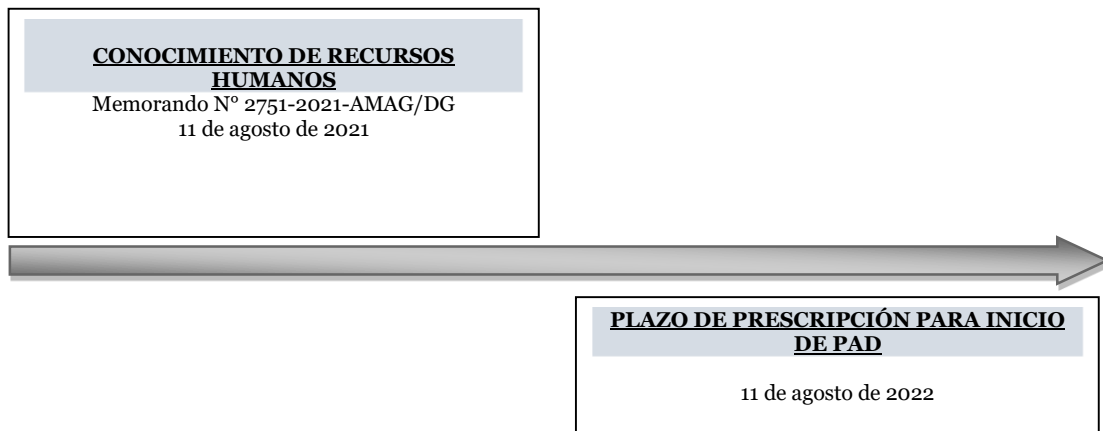 CONOCIMIENTO DE RECURSOS
HUMANOS
Memorando N° 2751-2021-AMAG/DG
11 de agosto de 2021
PLAZO DE PRESCRIPCIÓN PARA INICIO
DE PAD
11 de agosto de 2022